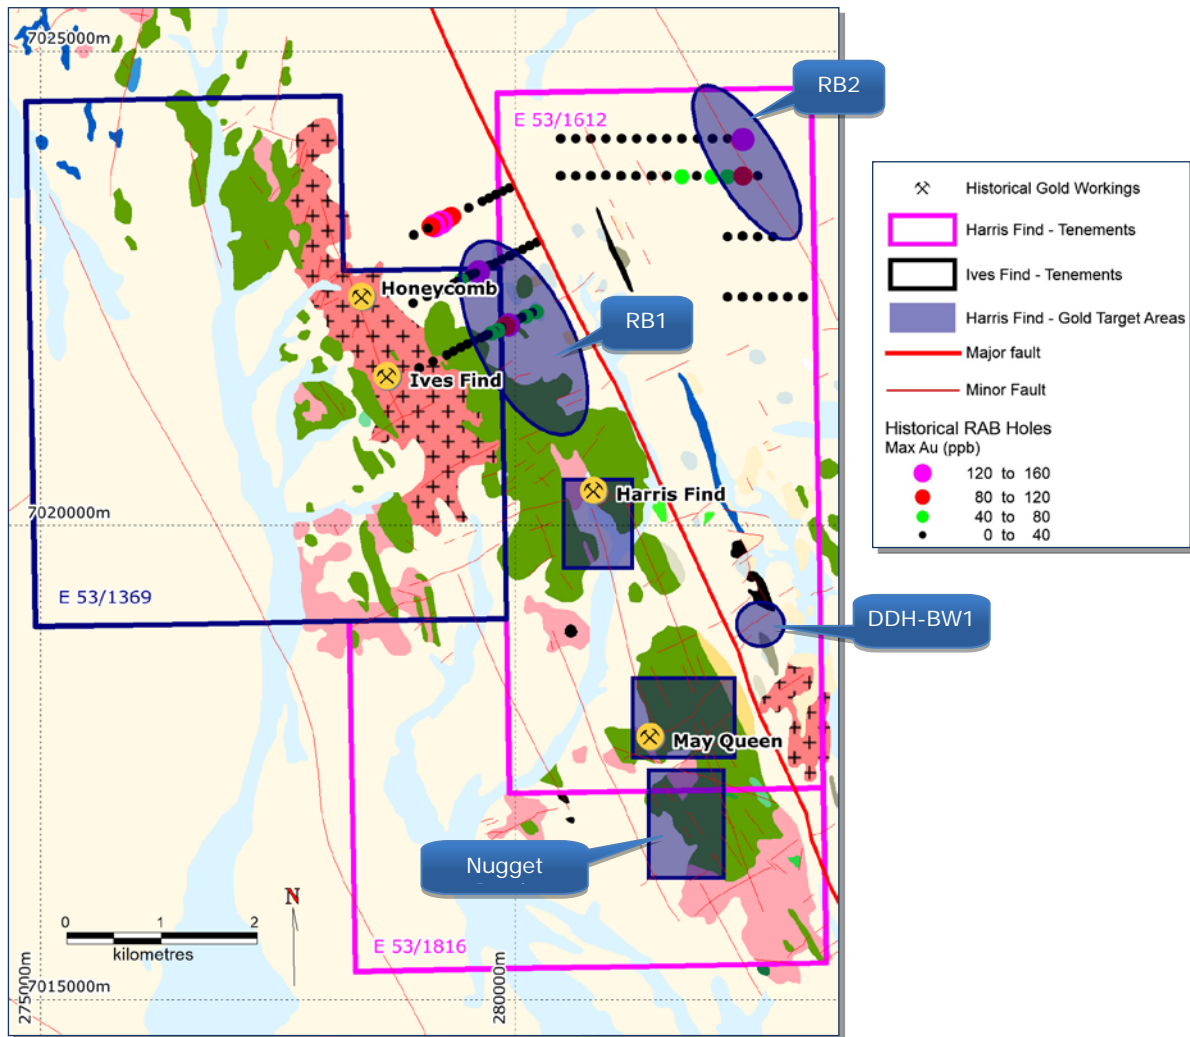 7025000m
RB2
E 53/1612
Honeycomb
RB1
Ives Find
Harris Find
7020000m
E 53/1369
DDH-BW1
May Queen
Nugget
N
0 1 2
kilometres
E 53/1816
275000m
280000m
7015000m
Historical Gold Workings
Harris Find - Tenements
Ives Find - Tenements
Harris Find - Gold Target Areas
Major fault
Minor Fault
Historical RAB Holes
Max Au (ppb)
120 to 160
80 to 120
40 to 80
0 to 40